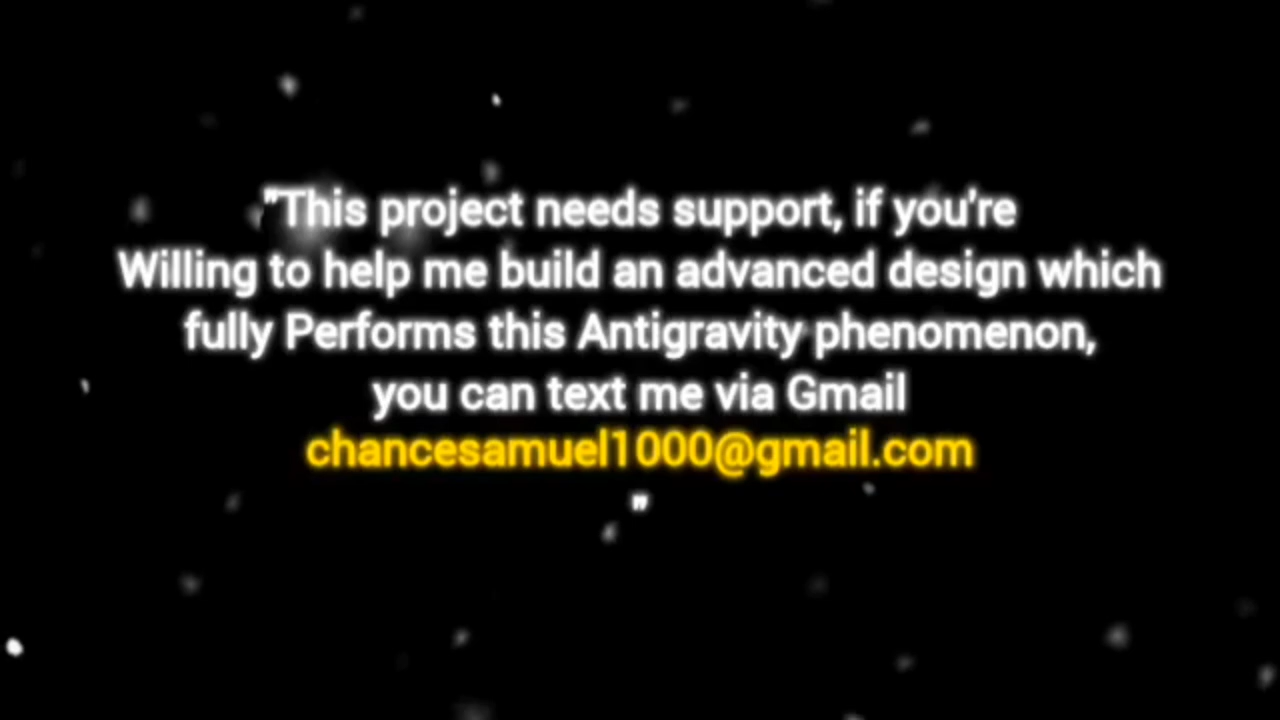 "This project needs support, if you're
Willing to help me build an advanced design which
fully Performs this Antigravity phenomenon,
you can text me via Gmail
chancesamuel1000@gmail.com
"